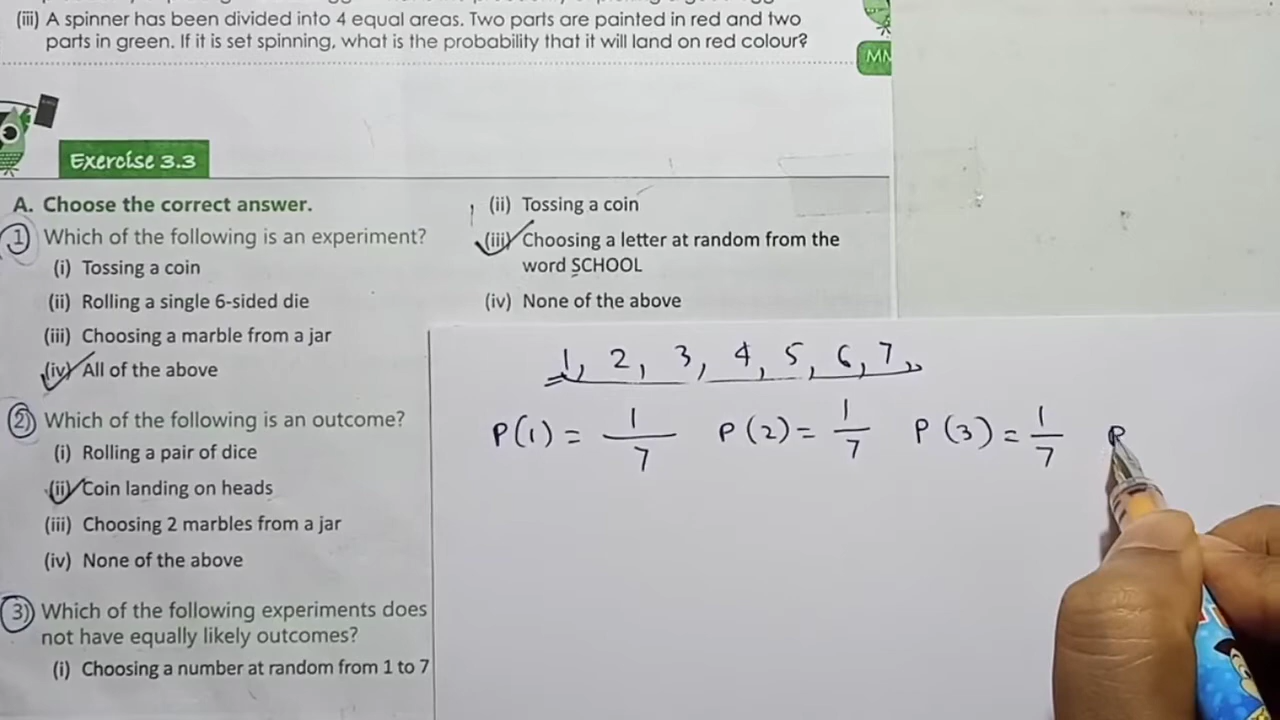 (iii) A spinner has been divided into 4 equal areas. Two parts are painted in red and two
parts in green. If it is set spinning, what is the probability that it will land on red colour?
MM
Exercise 3.3
A. Choose the correct answer.
1) Which of the following is an experiment?
(i) Tossing a coin
(ii) Rolling a single 6-sided die
(iii) Choosing a marble from a jar
(iv) All of the above
2) Which of the following is an outcome?
(i) Rolling a pair of dice
(ii) Coin landing on heads
(iii) Choosing 2 marbles from a jar
(iv) None of the above
3) Which of the following experiments does
not have equally likely outcomes?
(i) Choosing a number at random from 1 to 7
(ii) Tossing a coin
(iii) Choosing a letter at random from the
word SCHOOL
(iv) None of the above
1, 2, 3, 4, 5, 6, 7,
P(1) = 1/7 P(2) = 1/7 P(3) = 1/7 P